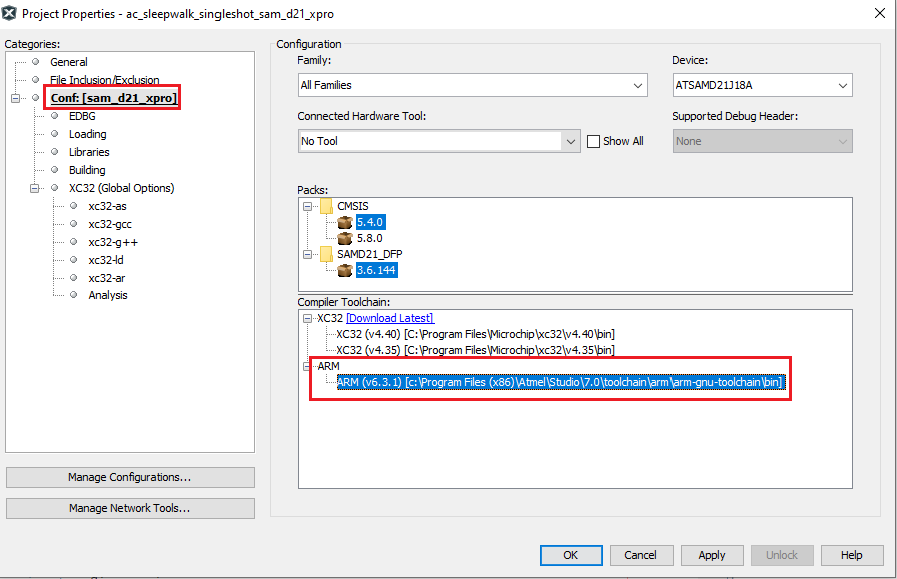 Project Properties - ac_sleepwalk_singleshot_sam_d21_xpro
Categories:
General
File Inclusion/Exclusion
Conf: [sam_d21_xpro]
EDBG
Loading
Libraries
Building
XC32 (Global Options)
xc32-as
xc32-gcc
xc32-g++
xc32-ld
xc32-ar
Analysis
Manage Configurations...
Manage Network Tools...
Configuration
Family:
Device:
All Families
ATSAMD21J18A
Connected Hardware Tool:
Supported Debug Header:
No Tool
Show All
None
Packs:
CMSIS
5.4.0
5.8.0
SAMD21_DFP
3.6.144
Compiler Toolchain:
XC32 [Download Latest]
XC32 (v4.40) [C:\Program Files\Microchip\xc32\v4.40\bin]
XC32 (v4.35) [C:\Program Files\Microchip\xc32\v4.35\bin]
ARM
ARM (v6.3.1) [c:\Program Files (x86)\Atmel\Studio\7.0\toolchain\arm\arm-gnu-toolchain\bin]
OK
Cancel
Apply
Unlock
Help